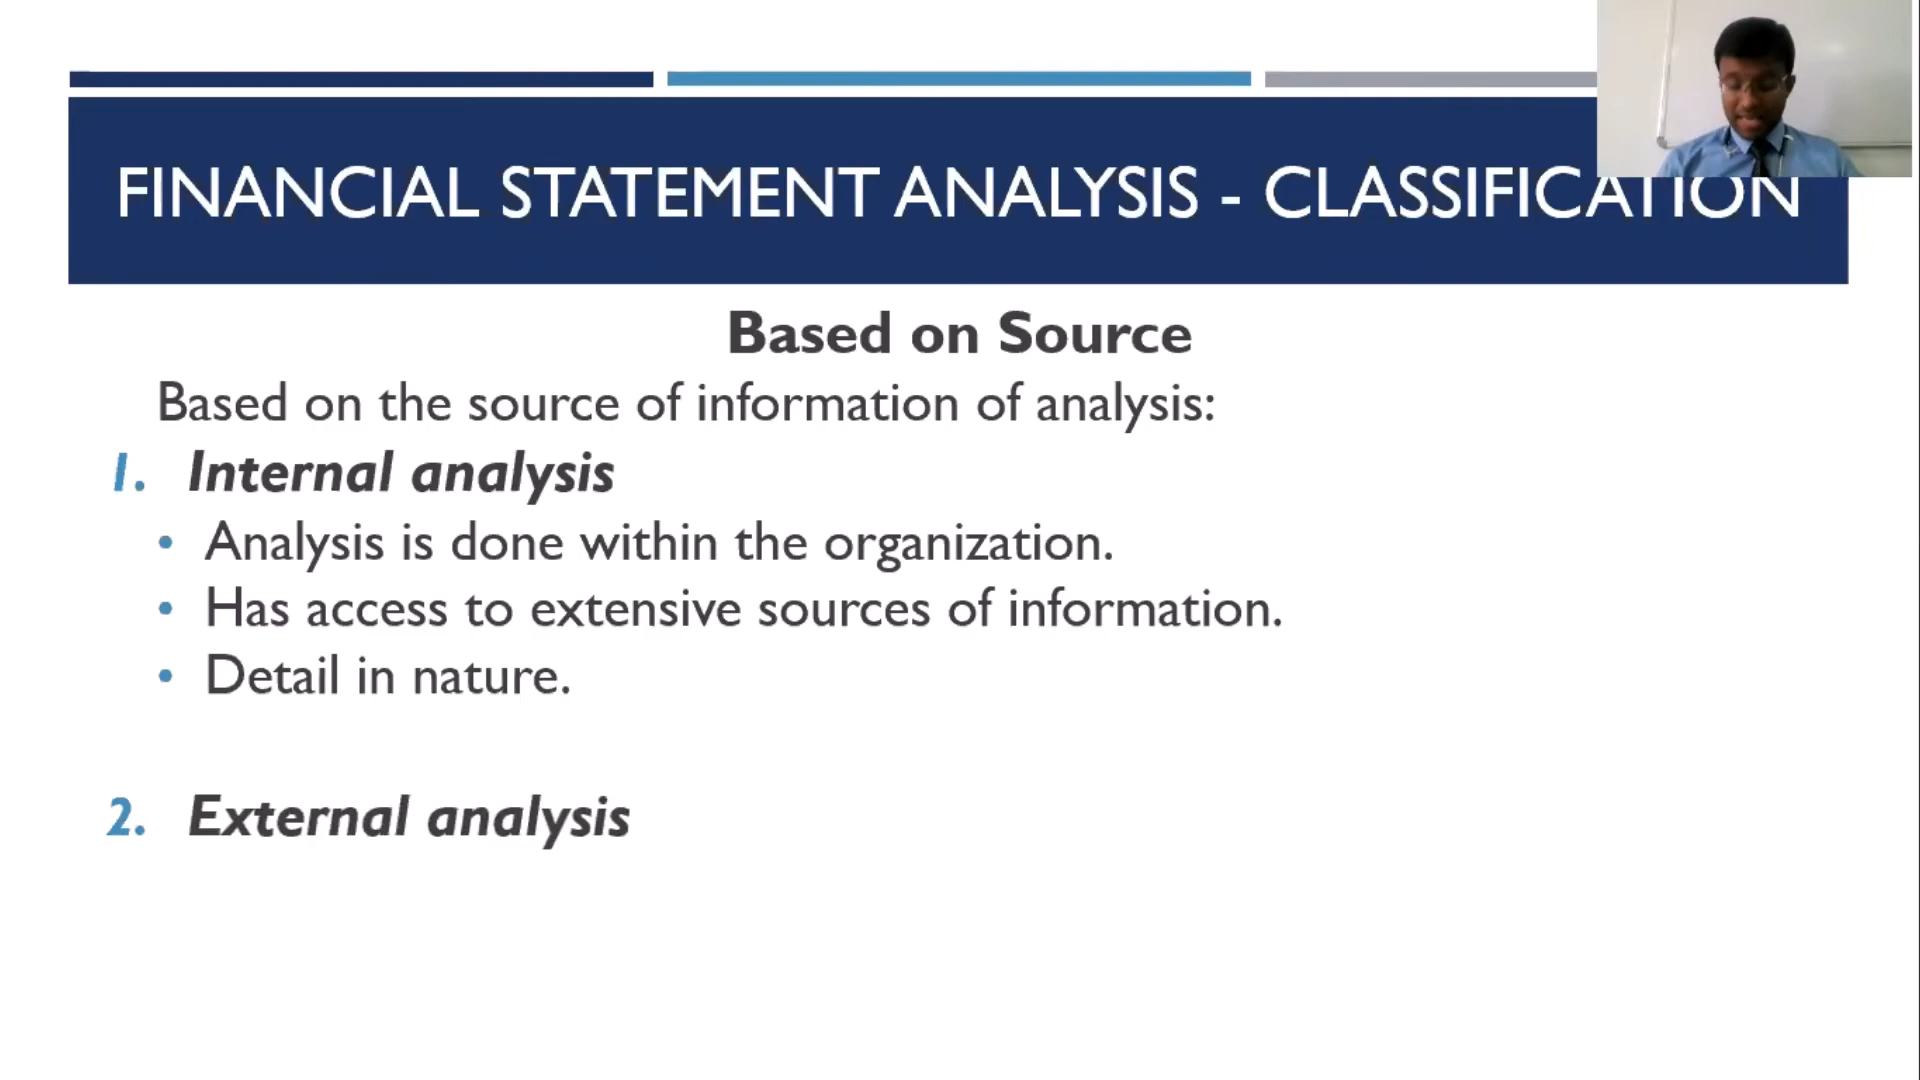 FINANCIAL STATEMENT ANALYSIS - CLASSIFICATION
Based on Source
Based on the source of information of analysis:
1. Internal analysis
• Analysis is done within the organization.
• Has access to extensive sources of information.
• Detail in nature.
2. External analysis